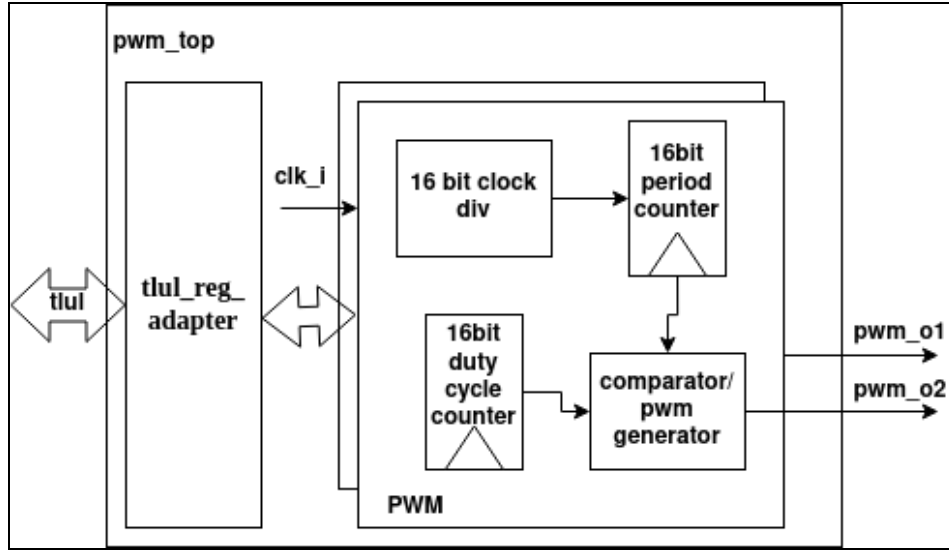 pwm_top
clk_i
16 bit clock
div
16bit
period
counter
tlul
tlul_reg_
adapter
16bit
duty
cycle
counter
comparator/
pwm
generator
pwm_o1
pwm_o2
PWM